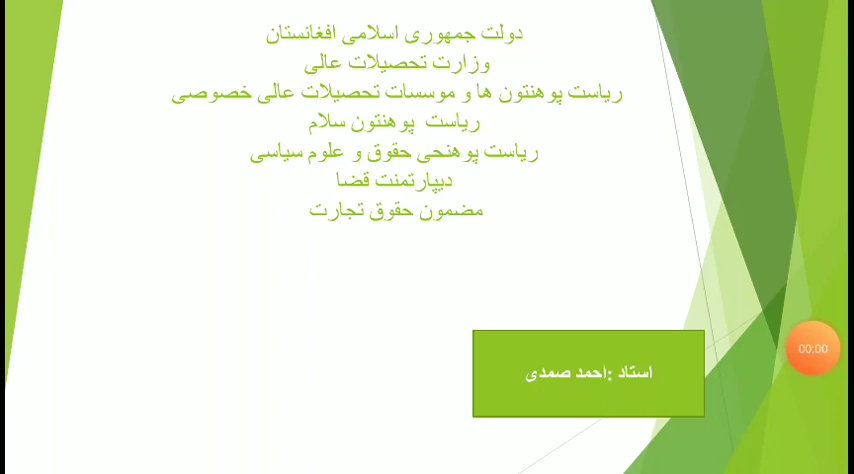 دولت جمهوری اسلامی افغانستان
وزارت تحصیلات عالی
ریاست پوهنتون ها و موسسات تحصیلات عالی خصوصی
ریاست پوهنتون سلام
ریاست پوهنحی حقوق و علوم سیاسی
دیپارتمنت قضا
مضمون حقوق تجارت
استاد :احمد صمدی
00:00